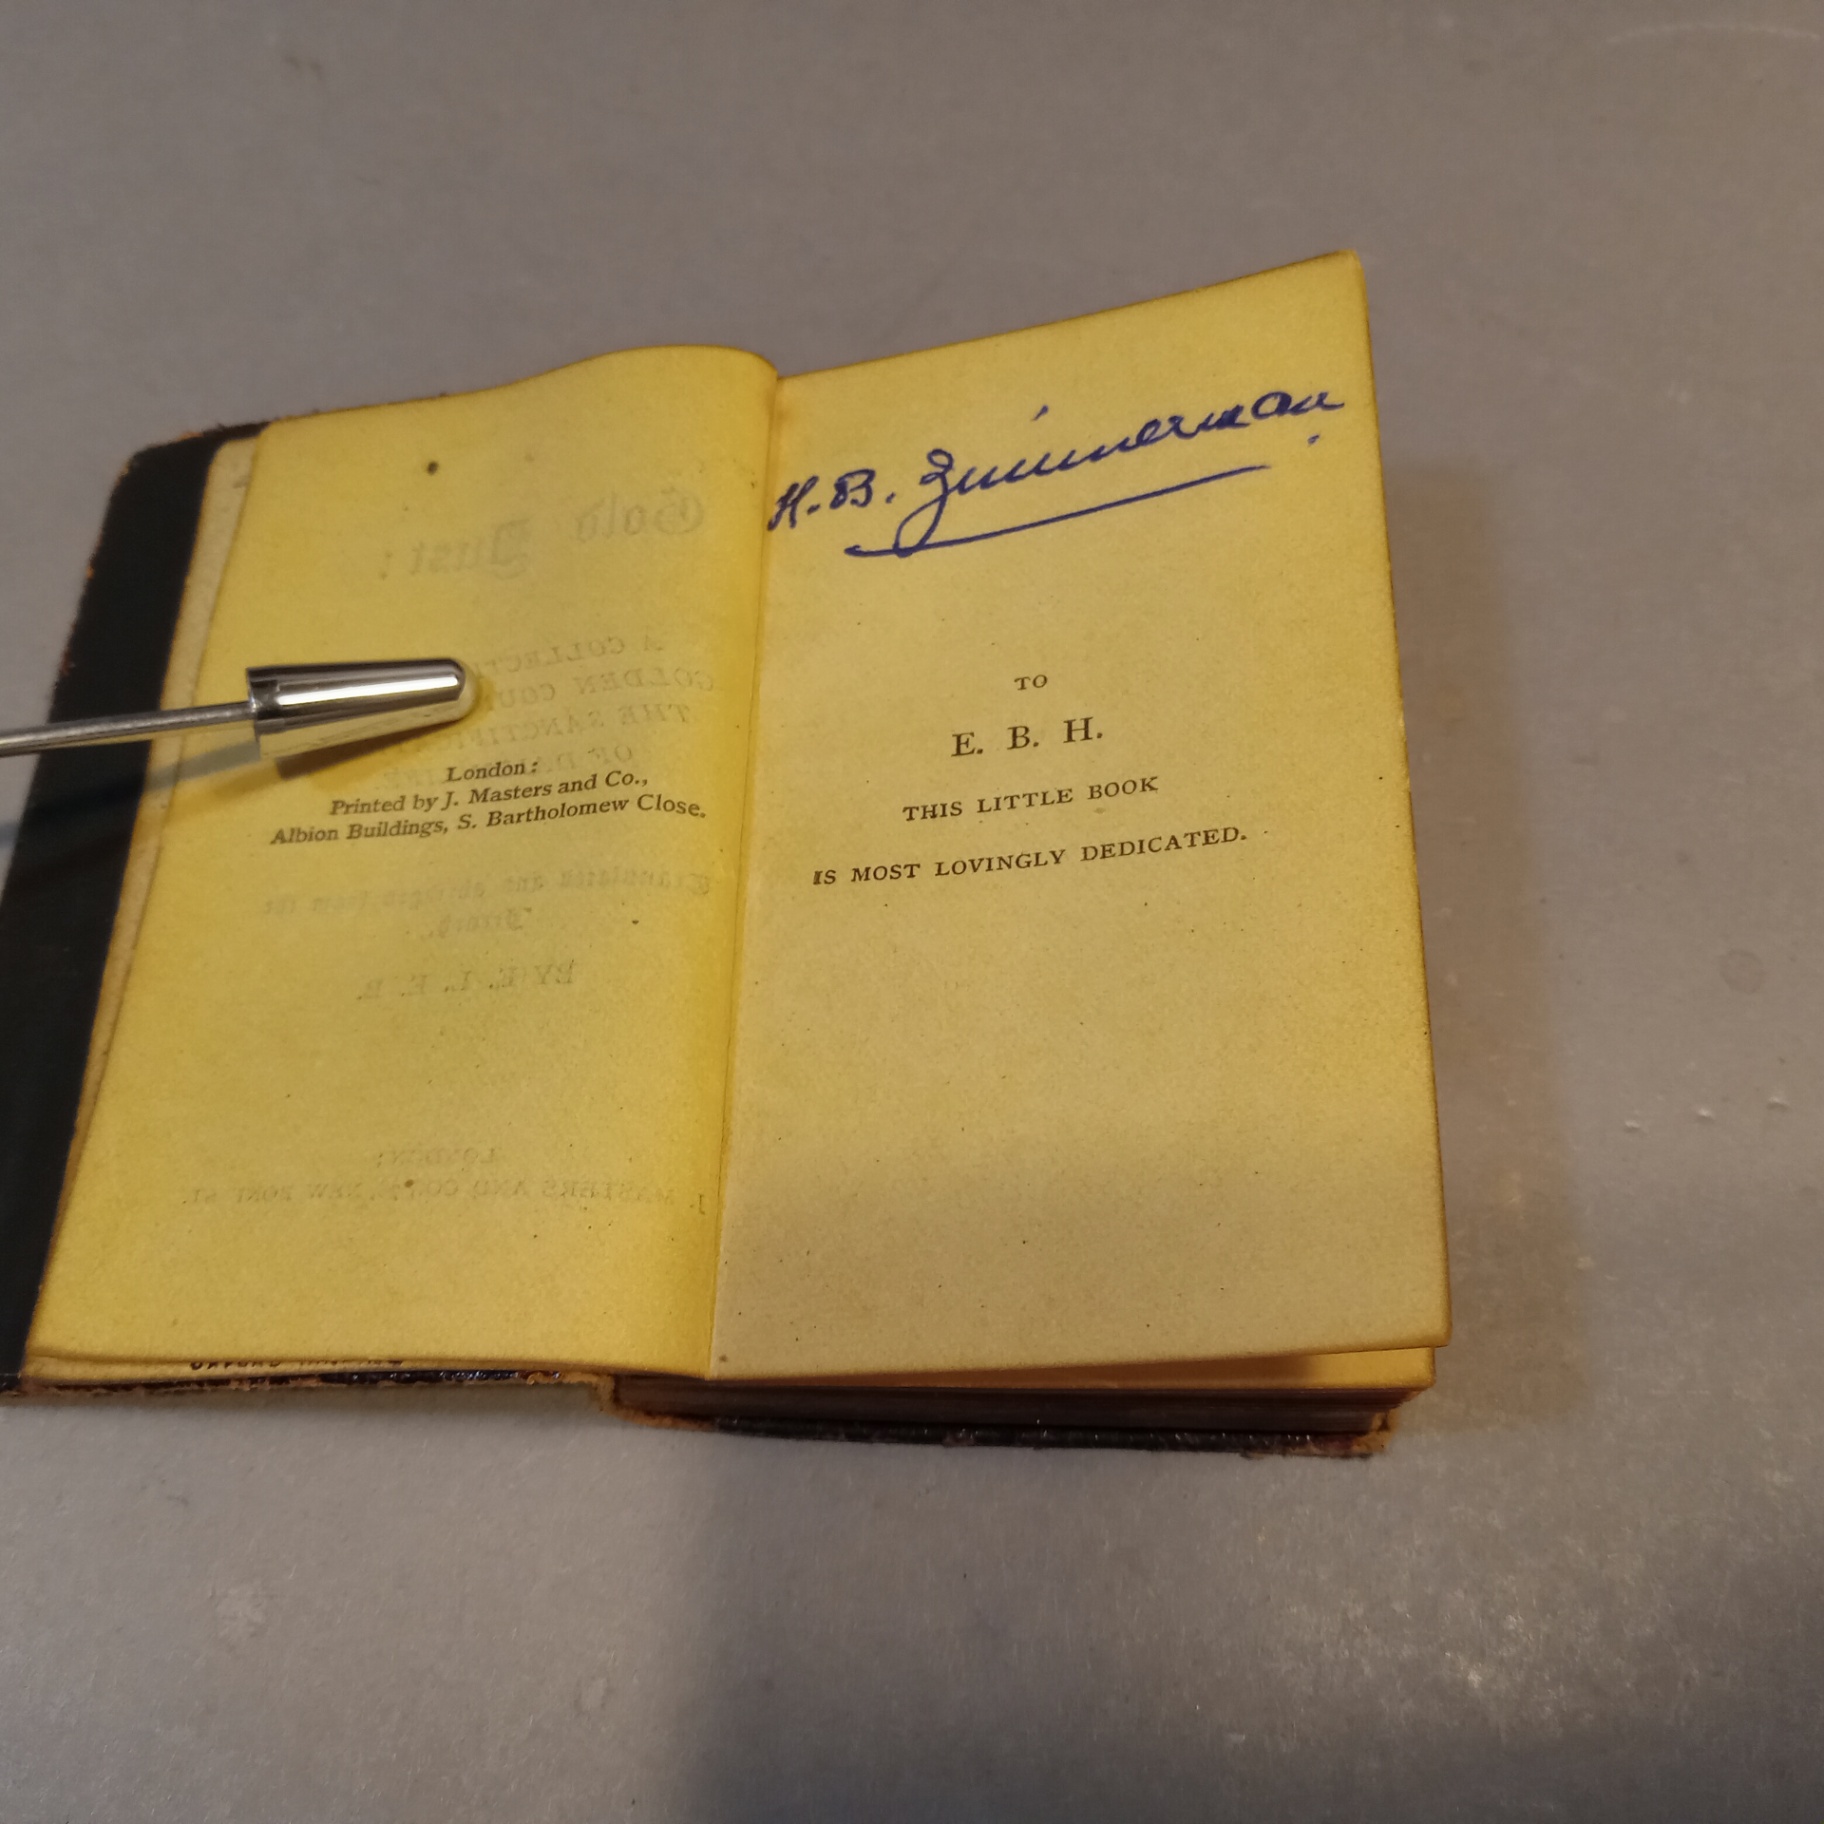 London:
Printed by J. Masters and Co.,
Albion Buildings, S. Bartholomew Close.
H. B. Zimmerman
TO
E. B. H.
THIS LITTLE BOOK
IS MOST LOVINGLY DEDICATED.